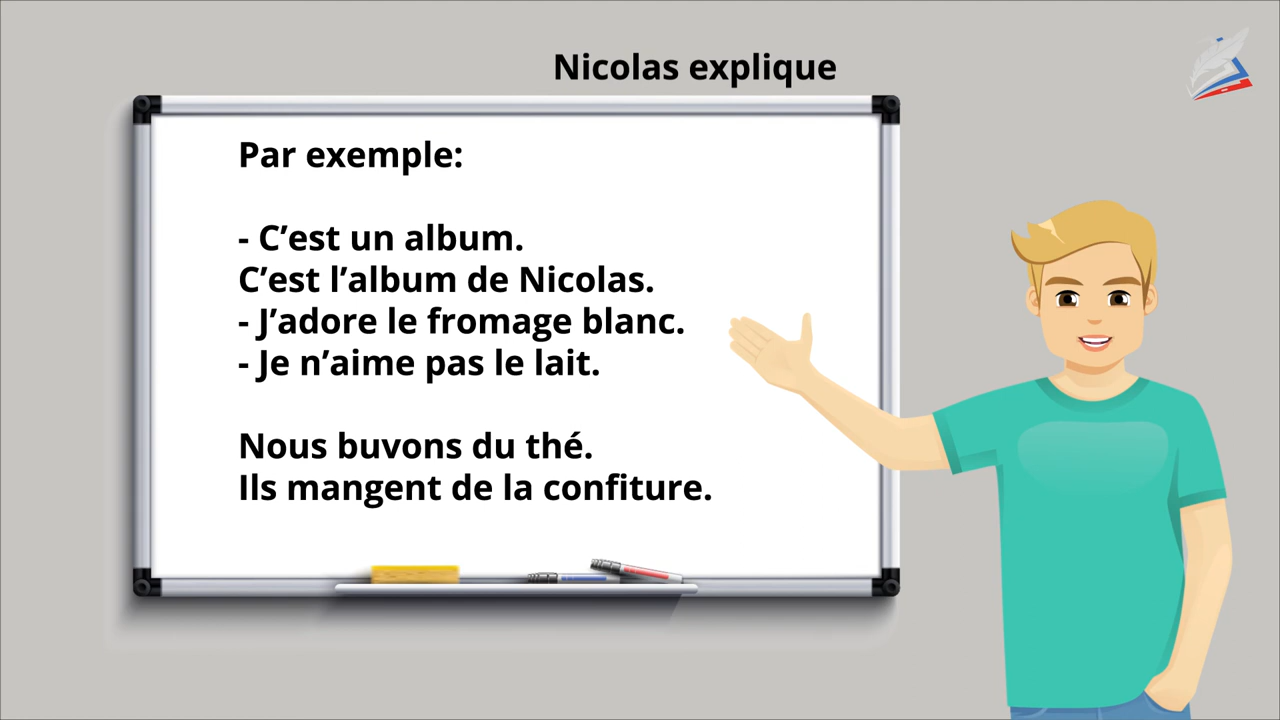 Nicolas explique
Par exemple:
- C’est un album.
C’est l’album de Nicolas.
- J’adore le fromage blanc.
- Je n’aime pas le lait.
Nous buvons du thé.
Ils mangent de la confiture.